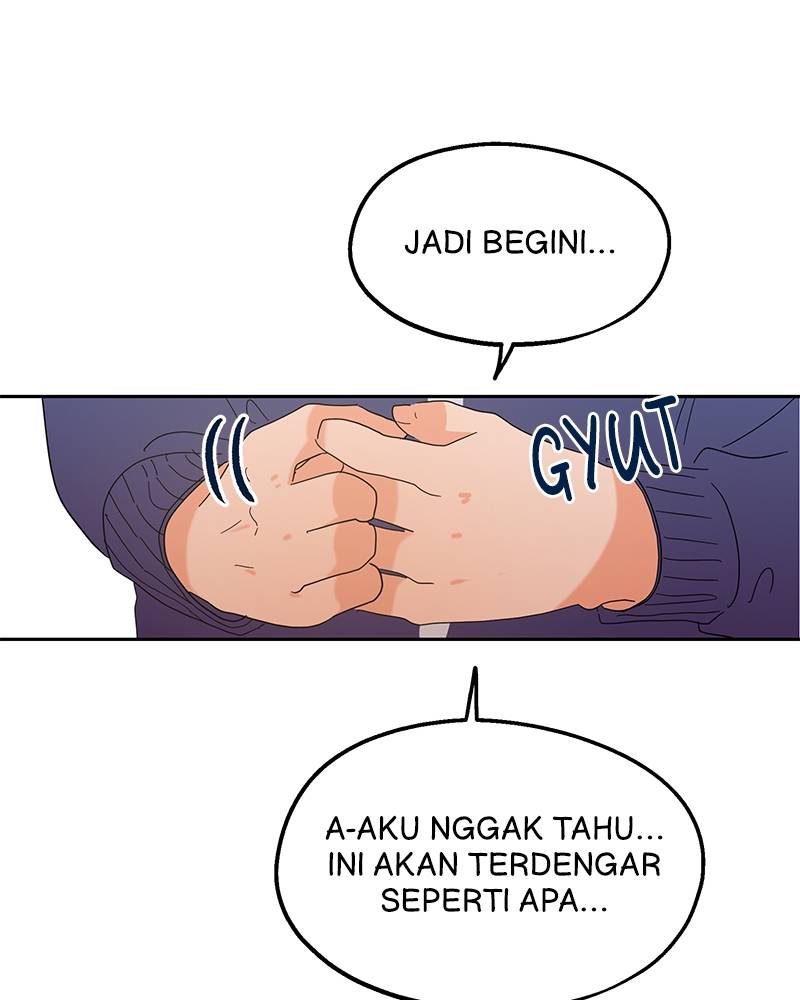 JADI BEGINI...
GYUT
A-AKU NGGAK TAHU...
INI AKAN TERDENGAR
SEPERTI APA...